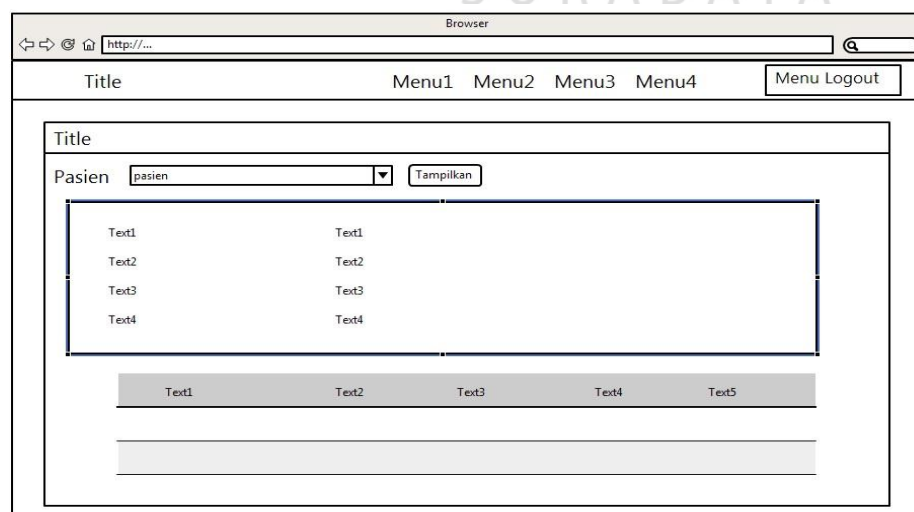 SURABAYA
Browser
http://...
Title Menu1 Menu2 Menu3 Menu4 Menu Logout
Title
Pasien pasien Tampilkan
Text1 Text1
Text2 Text2
Text3 Text3
Text4 Text4
Text1 Text2 Text3 Text4 Text5